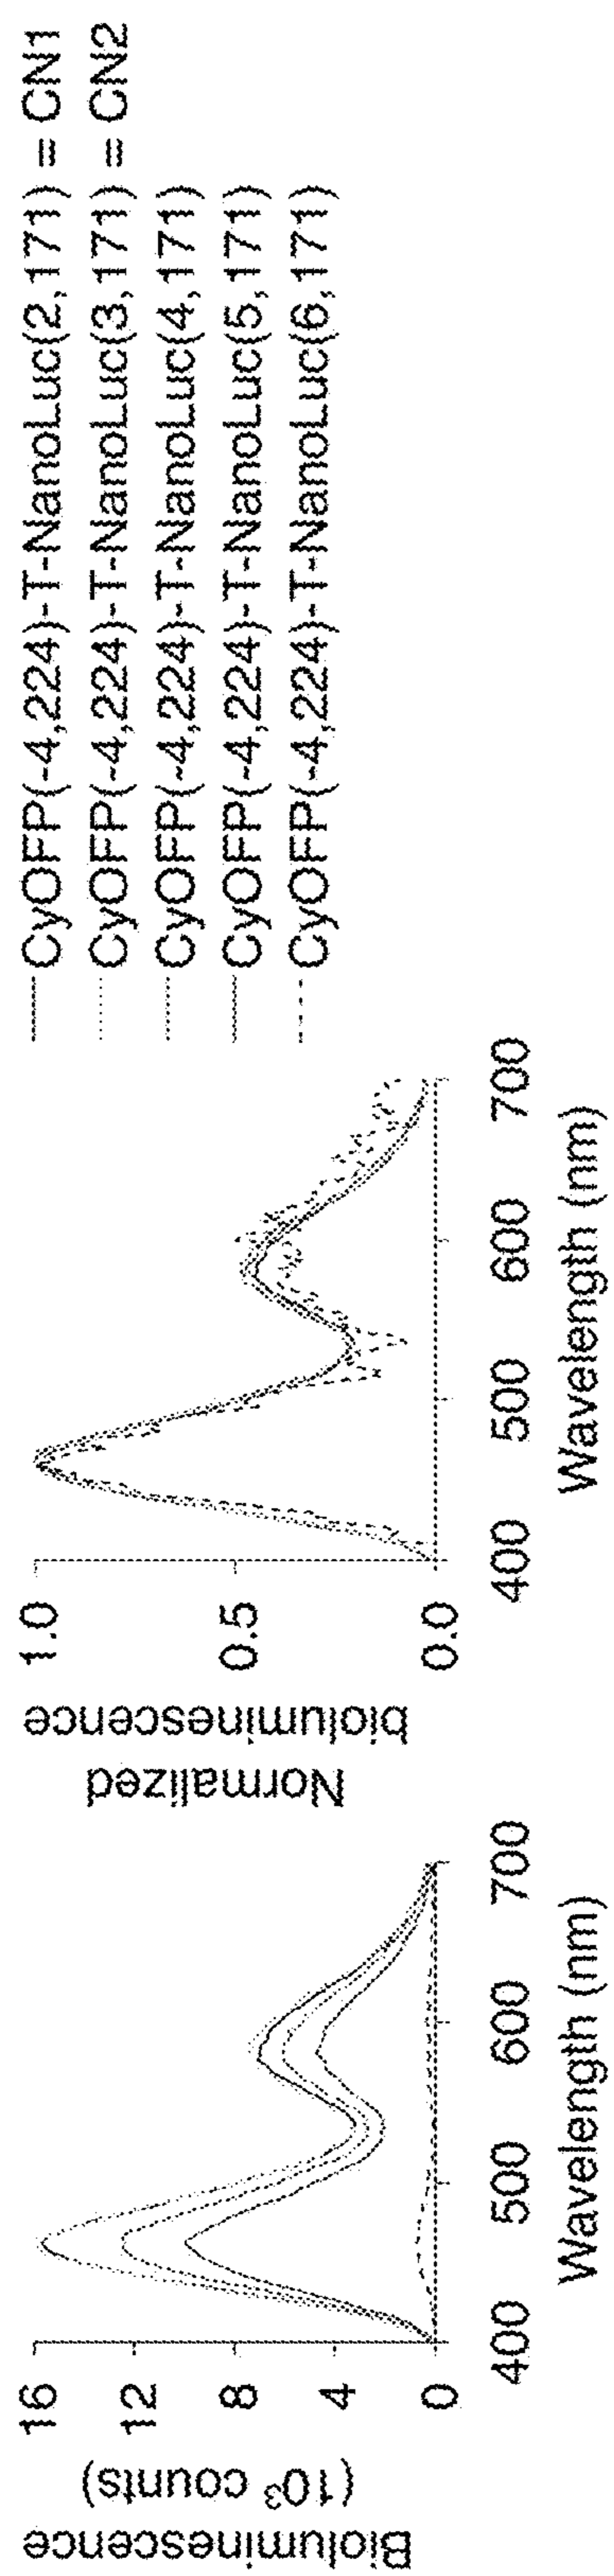 Bioluminescence
(10³ counts)
16
12
8
4
0
400 500 600 700
Wavelength (nm)
Normalized
bioluminescence
1.0
0.5
0.0
400 500 600 700
Wavelength (nm)
CyOFP(-4,224)-T-NanoLuc(2,171) = CN1
CyOFP(-4,224)-T-NanoLuc(3,171) = CN2
CyOFP(-4,224)-T-NanoLuc(4,171)
CyOFP(-4,224)-T-NanoLuc(5,171)
CyOFP(-4,224)-T-NanoLuc(6,171)